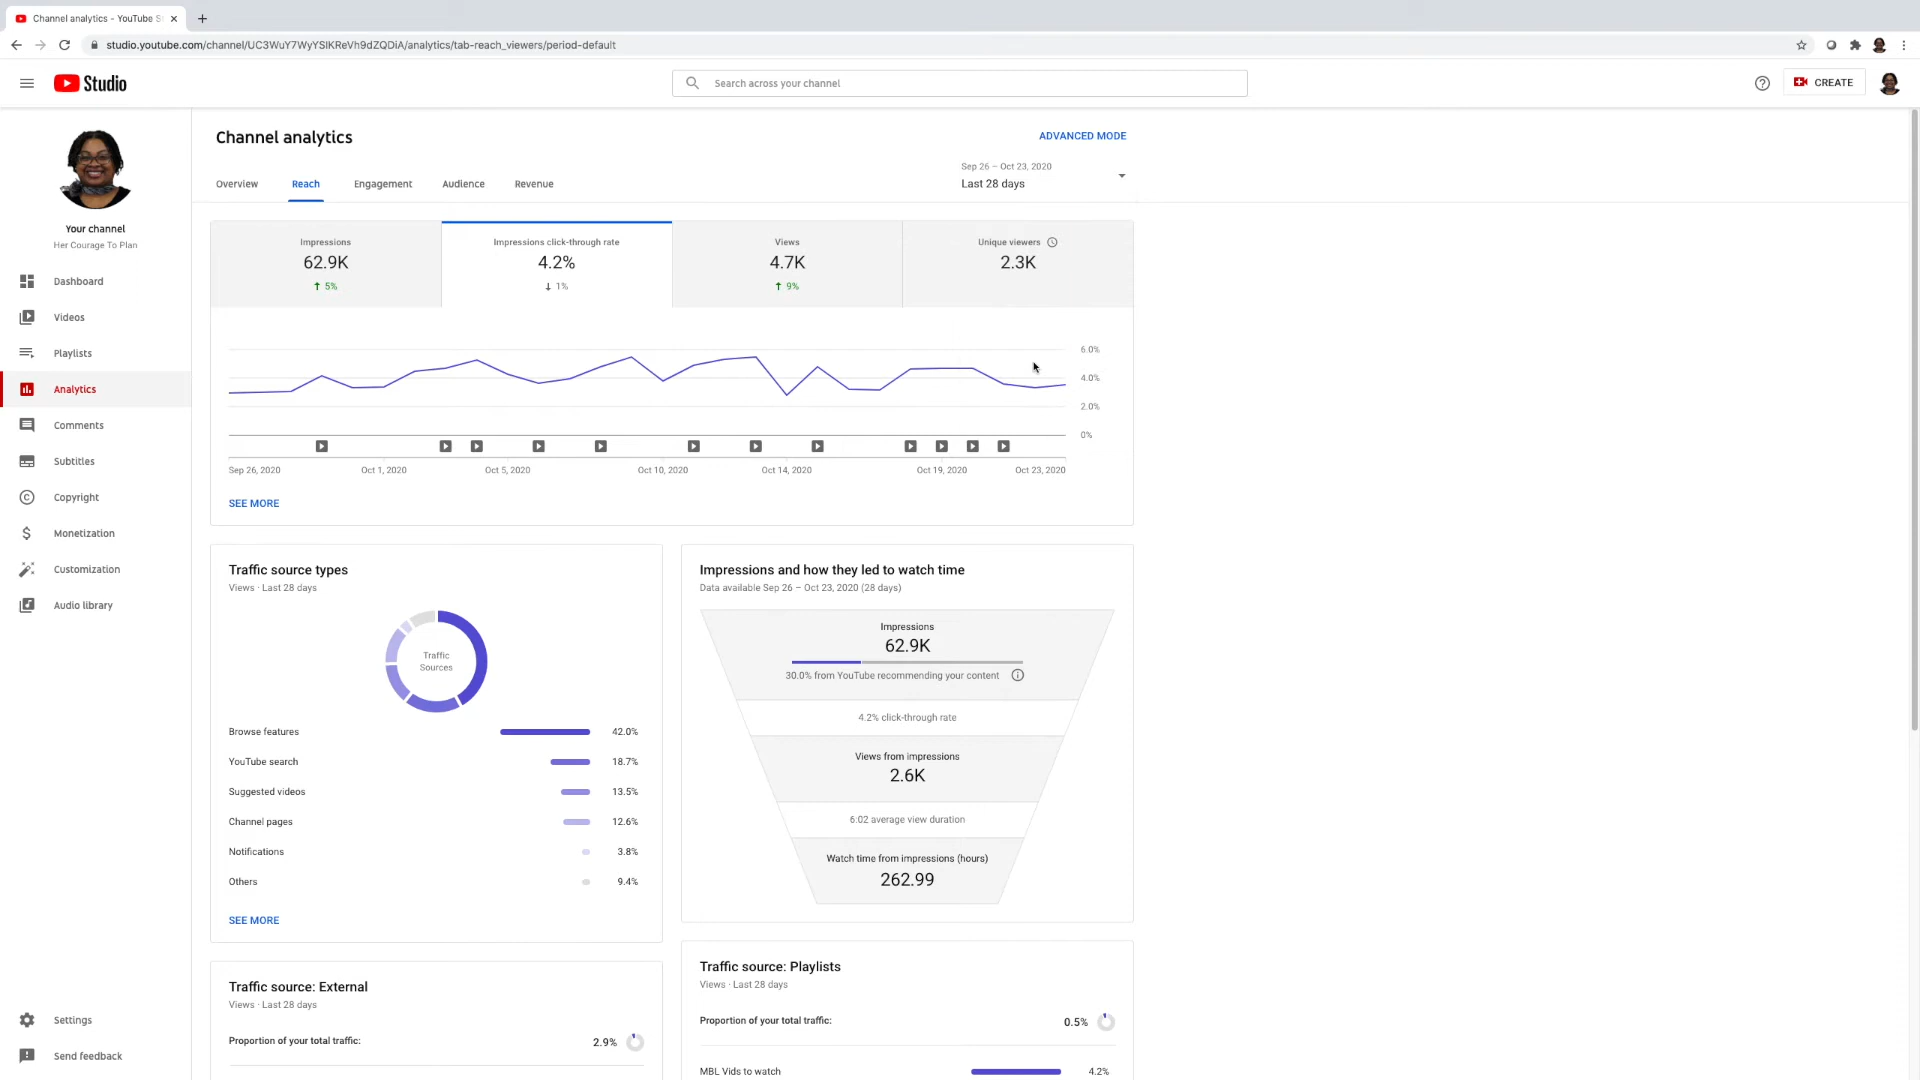 Channel analytics - YouTube S
studio.youtube.com/channel/UC3WuY7WyYSIKReVh9dZQDiA/analytics/tab-reach_viewers/period-default
Studio
Search across your channel
CREATE
Your channel
Her Courage To Plan
Dashboard
Videos
Playlists
Analytics
Comments
Subtitles
Copyright
Monetization
Customization
Audio library
Settings
Send feedback
Channel analytics
ADVANCED MODE
Overview
Reach
Engagement
Audience
Revenue
Sep 26 – Oct 23, 2020
Last 28 days
Impressions
62.9K
↑ 5%
Impressions click-through rate
4.2%
↓ 1%
Views
4.7K
↑ 9%
Unique viewers
2.3K
6.0%
4.0%
2.0%
0%
Sep 26, 2020
Oct 1, 2020
Oct 5, 2020
Oct 10, 2020
Oct 14, 2020
Oct 19, 2020
Oct 23, 2020
SEE MORE
Traffic source types
Views · Last 28 days
Traffic
Sources
Browse features 42.0%
YouTube search 18.7%
Suggested videos 13.5%
Channel pages 12.6%
Notifications 3.8%
Others 9.4%
SEE MORE
Impressions and how they led to watch time
Data available Sep 26 – Oct 23, 2020 (28 days)
Impressions
62.9K
30.0% from YouTube recommending your content
4.2% click-through rate
Views from impressions
2.6K
6:02 average view duration
Watch time from impressions (hours)
262.99
Traffic source: External
Views · Last 28 days
Proportion of your total traffic: 2.9%
Traffic source: Playlists
Views · Last 28 days
Proportion of your total traffic: 0.5%
MBL Vids to watch 4.2%